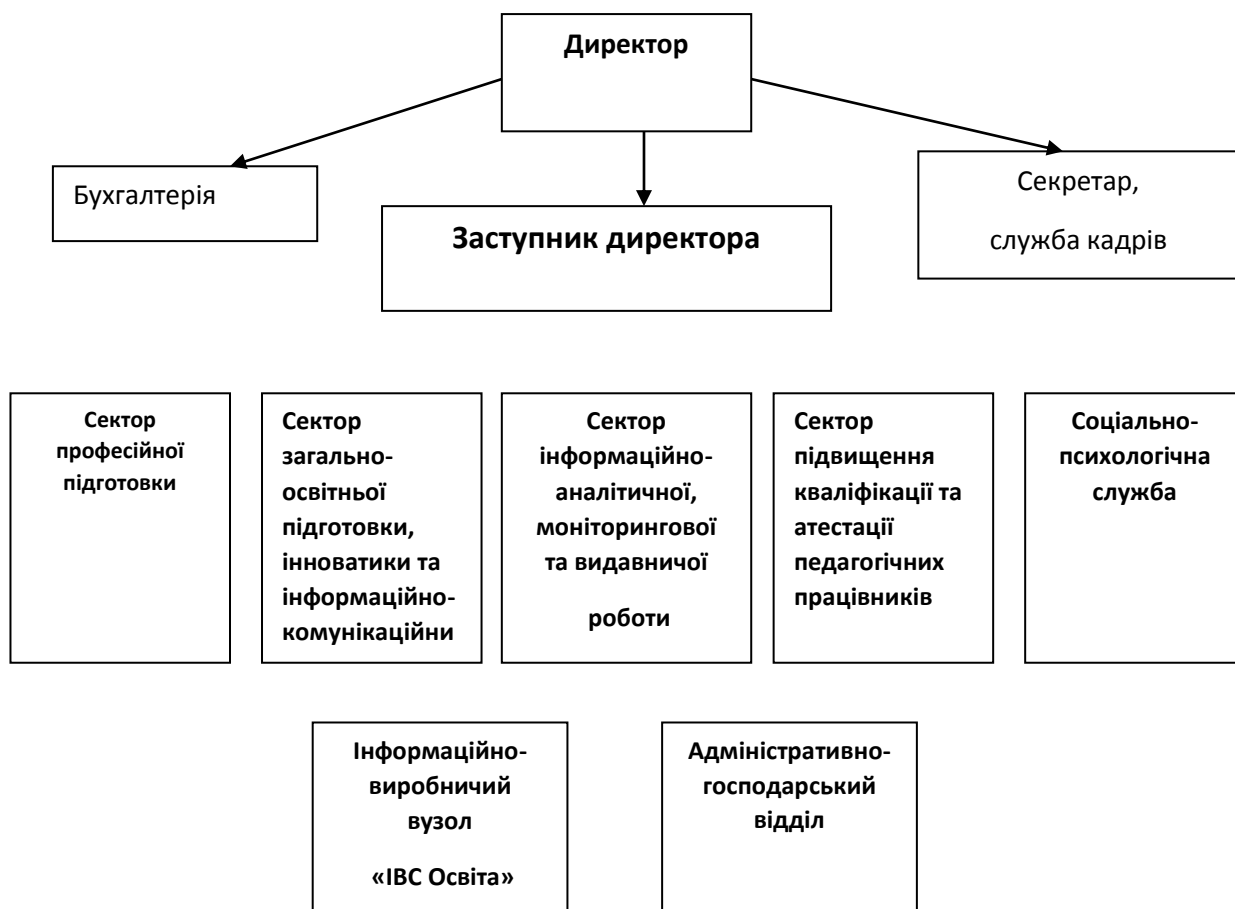 Директор
Бухгалтерія
Заступник директора
Секретар,
служба кадрів
Сектор
професійної
підготовки
Сектор
загально-
освітньої
підготовки,
інноватики та
інформаційно-
комунікаційни
Сектор
інформаційно-
аналітичної,
моніторингової
та видавничої
роботи
Сектор
підвищення
кваліфікації та
атестації
педагогічних
працівників
Соціально-
психологічна
служба
Інформаційно-
виробничий
вузол
«ІВС Освіта»
Адміністративно-
господарський
відділ